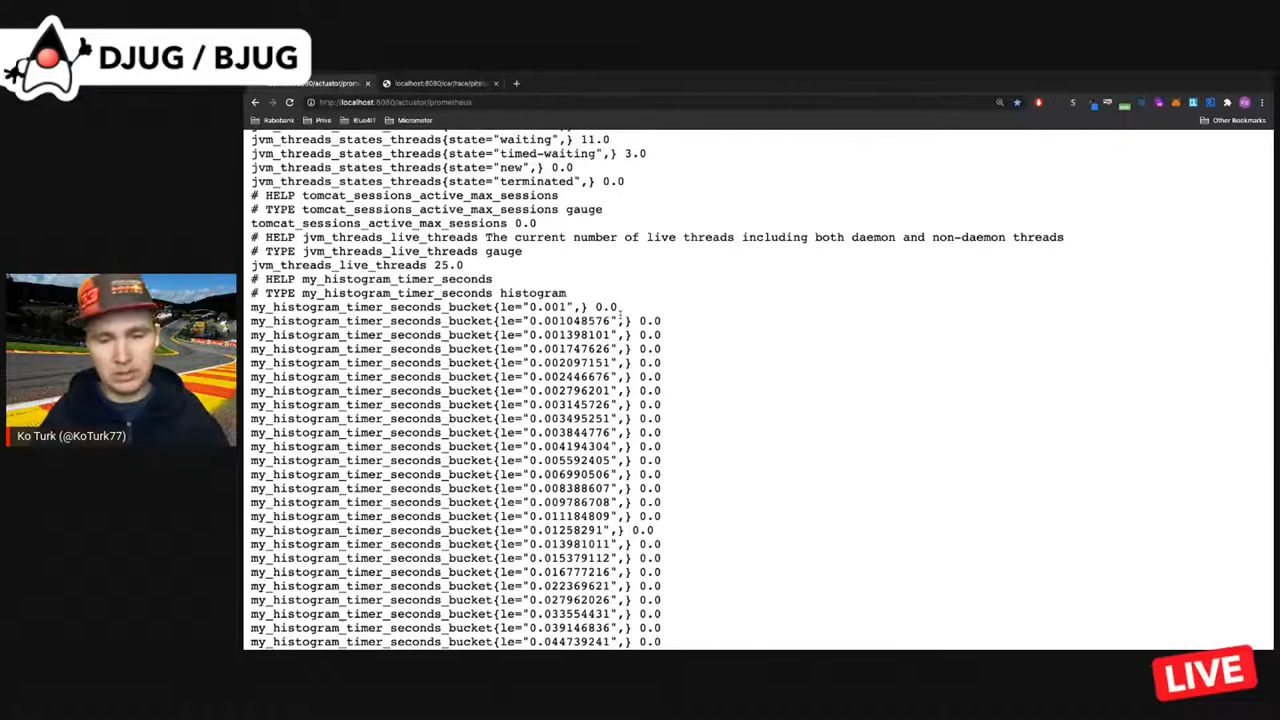 DJUG / BJUG
localhost:8080/car/race/pitst
http://localhost:8080/actuator/prometheus
Rabobank
Prive
Blue4IT
Micrometer
Other Bookmarks
jvm_threads_states_threads{state="waiting",} 11.0
jvm_threads_states_threads{state="timed-waiting",} 3.0
jvm_threads_states_threads{state="new",} 0.0
jvm_threads_states_threads{state="terminated",} 0.0
# HELP tomcat_sessions_active_max_sessions
# TYPE tomcat_sessions_active_max_sessions gauge
tomcat_sessions_active_max_sessions 0.0
# HELP jvm_threads_live_threads The current number of live threads including both daemon and non-daemon threads
# TYPE jvm_threads_live_threads gauge
jvm_threads_live_threads 25.0
# HELP my_histogram_timer_seconds
# TYPE my_histogram_timer_seconds histogram
my_histogram_timer_seconds_bucket{le="0.001",} 0.0
my_histogram_timer_seconds_bucket{le="0.001048576",} 0.0
my_histogram_timer_seconds_bucket{le="0.001398101",} 0.0
my_histogram_timer_seconds_bucket{le="0.001747626",} 0.0
my_histogram_timer_seconds_bucket{le="0.002097151",} 0.0
my_histogram_timer_seconds_bucket{le="0.002446676",} 0.0
my_histogram_timer_seconds_bucket{le="0.002796201",} 0.0
my_histogram_timer_seconds_bucket{le="0.003145726",} 0.0
my_histogram_timer_seconds_bucket{le="0.003495251",} 0.0
my_histogram_timer_seconds_bucket{le="0.003844776",} 0.0
my_histogram_timer_seconds_bucket{le="0.004194304",} 0.0
my_histogram_timer_seconds_bucket{le="0.005592405",} 0.0
my_histogram_timer_seconds_bucket{le="0.006990506",} 0.0
my_histogram_timer_seconds_bucket{le="0.008388607",} 0.0
my_histogram_timer_seconds_bucket{le="0.009786708",} 0.0
my_histogram_timer_seconds_bucket{le="0.011184809",} 0.0
my_histogram_timer_seconds_bucket{le="0.01258291",} 0.0
my_histogram_timer_seconds_bucket{le="0.013981011",} 0.0
my_histogram_timer_seconds_bucket{le="0.015379112",} 0.0
my_histogram_timer_seconds_bucket{le="0.016777216",} 0.0
my_histogram_timer_seconds_bucket{le="0.022369621",} 0.0
my_histogram_timer_seconds_bucket{le="0.027962026",} 0.0
my_histogram_timer_seconds_bucket{le="0.033554431",} 0.0
my_histogram_timer_seconds_bucket{le="0.039146836",} 0.0
my_histogram_timer_seconds_bucket{le="0.044739241",} 0.0
Ko Turk (@KoTurk77)
LIVE